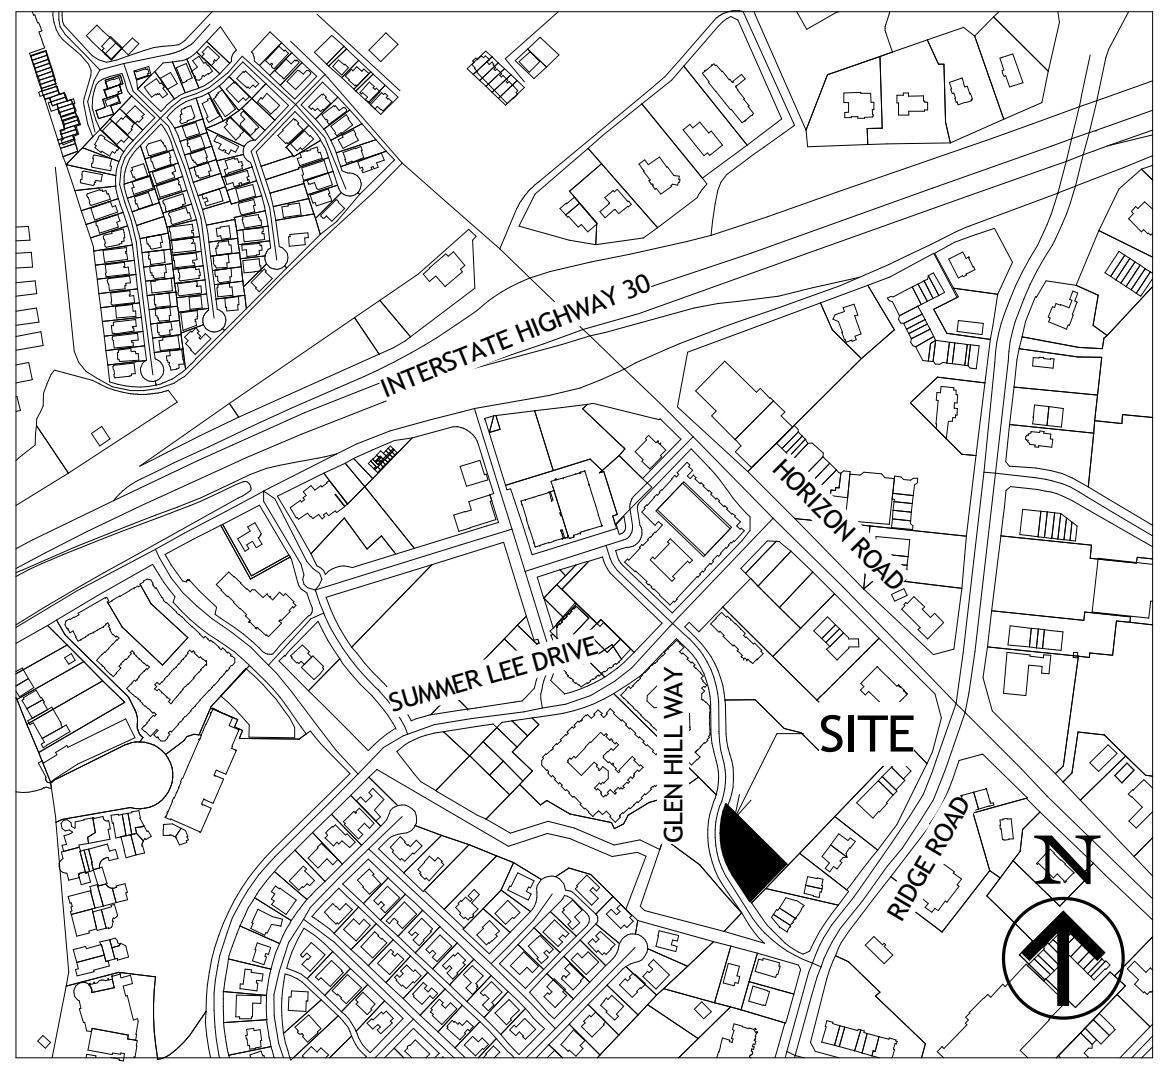 INTERSTATE HIGHWAY 30
HORIZON ROAD
SUMMER LEE DRIVE
GLEN HILL WAY
SITE
RIDGE ROAD
N